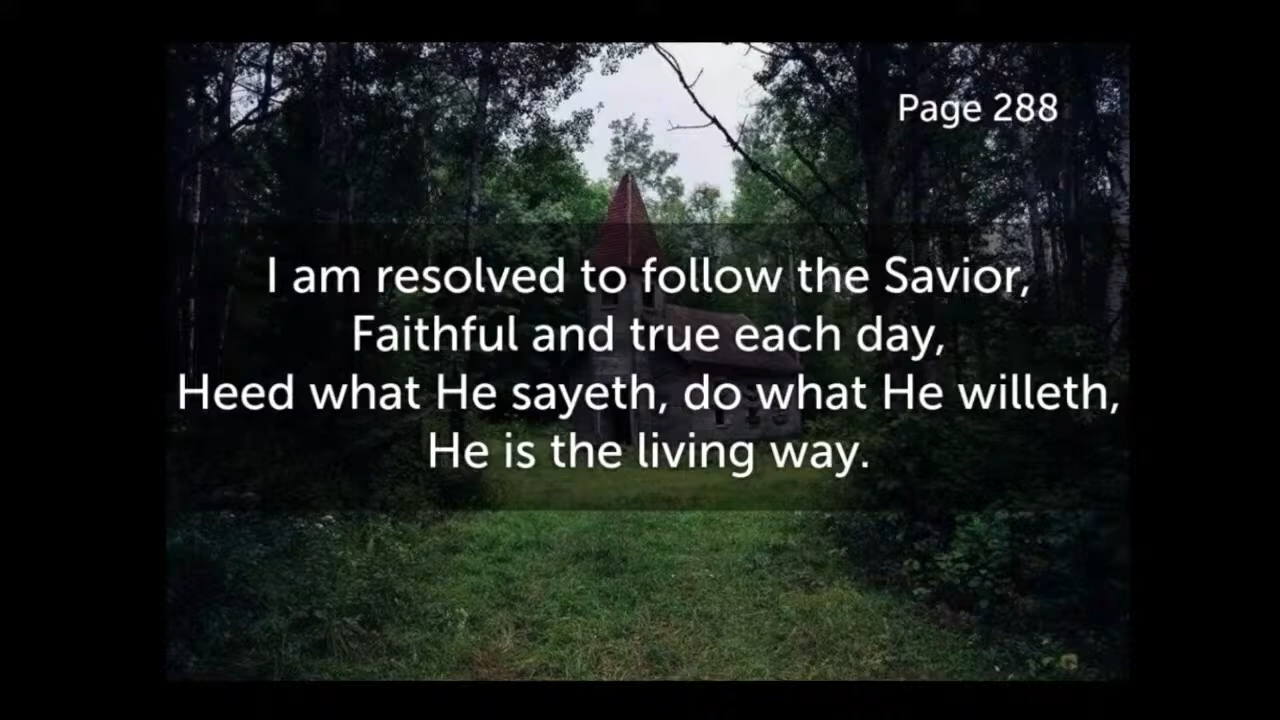 Page 288
I am resolved to follow the Savior,
Faithful and true each day,
Heed what He sayeth, do what He willeth,
He is the living way.